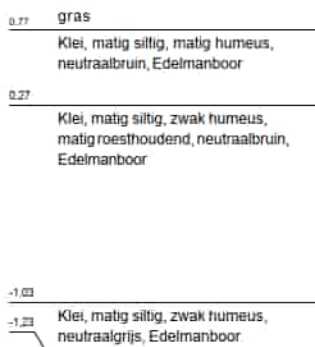 0.77 gras
Klei, matig siltig, matig humeus,
neutraalbruin, Edelmanboor
0.27
Klei, matig siltig, zwak humeus,
matig roesthoudend, neutraalbruin,
Edelmanboor
-1,03
-1,23 Klei, matig siltig, zwak humeus,
neutraalgrijs, Edelmanboor